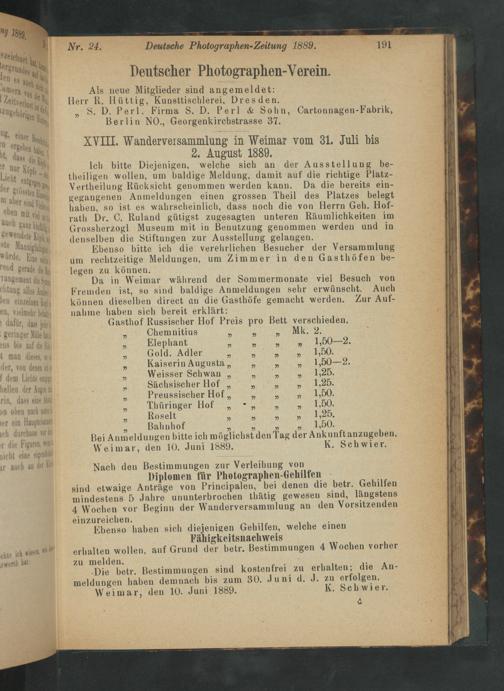 Nr. 24. Deutsche Photographen-Zeitung 1889. 191
Deutscher Photographen-Verein.
Als neue Mitglieder sind angemeldet:
Herr R. Hüttig, Kunsttischlerei, Dresden.
„ S. D. Perl. Firma S. D. Perl & Sohn, Cartonnagen-Fabrik,
Berlin NO., Georgenkirchstrasse 37.
XVIII. Wanderversammlung in Weimar vom 31. Juli bis
2. August 1889.
Ich bitte Diejenigen, welche sich an der Ausstellung be-
theiligen wollen, um baldige Meldung, damit auf die richtige Platz-
Vertheilung Rücksicht genommen werden kann. Da die bereits ein-
gegangenen Anmeldungen einen grossen Theil des Platzes belegt
haben, so ist es wahrscheinlich, dass noch die von Herrn Geh. Hof-
rath Dr. C. Ruland gütigst zugesagten unteren Räumlichkeiten im
Grossherzogl Museum mit in Benutzung genommen werden und in
denselben die Stiftungen zur Ausstellung gelangen.
Ebenso bitte ich die verehrlichen Besucher der Versammlung
um rechtzeitige Meldungen, um Zimmer in den Gasthöfen be-
legen zu können.
Da in Weimar während der Sommermonate viel Besuch von
Fremden ist, so sind baldige Anmeldungen sehr erwünscht. Auch
können dieselben direct an die Gasthöfe gemacht werden. Zur Auf-
nahme haben sich bereit erklärt:
Gasthof Russischer Hof Preis pro Bett verschieden.
„ Chemnitius „ „ „ Mk. 2.
„ Elephant „ „ „ „ 1,50—2.
„ Gold. Adler „ „ „ „ 1,50.
„ Kaiserin Augusta „ „ „ „ 1,50—2.
„ Weisser Schwan „ „ „ „ 1,25.
„ Sächsischer Hof „ „ „ „ 1,25.
„ Preussischer Hof „ „ „ „ 1,50.
„ Thüringer Hof „ „ „ „ 1,50.
„ Roselt „ „ „ „ 1,25.
„ Bahnhof „ „ „ „ 1,50.
Bei Anmeldungen bitte ich möglichst den Tag der Ankunft anzugeben.
Weimar, den 10. Juni 1889. K. Schwier.
Nach den Bestimmungen zur Verleihung von
Diplomen für Photographen-Gehilfen
sind etwaige Anträge von Principalen, bei denen die betr. Gehilfen
mindestens 5 Jahre ununterbrochen thätig gewesen sind, längstens
4 Wochen vor Beginn der Wanderversammlung an den Vorsitzenden
einzureichen.
Ebenso haben sich diejenigen Gehilfen, welche einen
Fähigkeitsnachweis
erhalten wollen, auf Grund der betr. Bestimmungen 4 Wochen vorher
zu melden.
Die betr. Bestimmungen sind kostenfrei zu erhalten; die An-
meldungen haben demnach bis zum 30. Juni d. J. zu erfolgen.
Weimar, den 10. Juni 1889. K. Schwier.